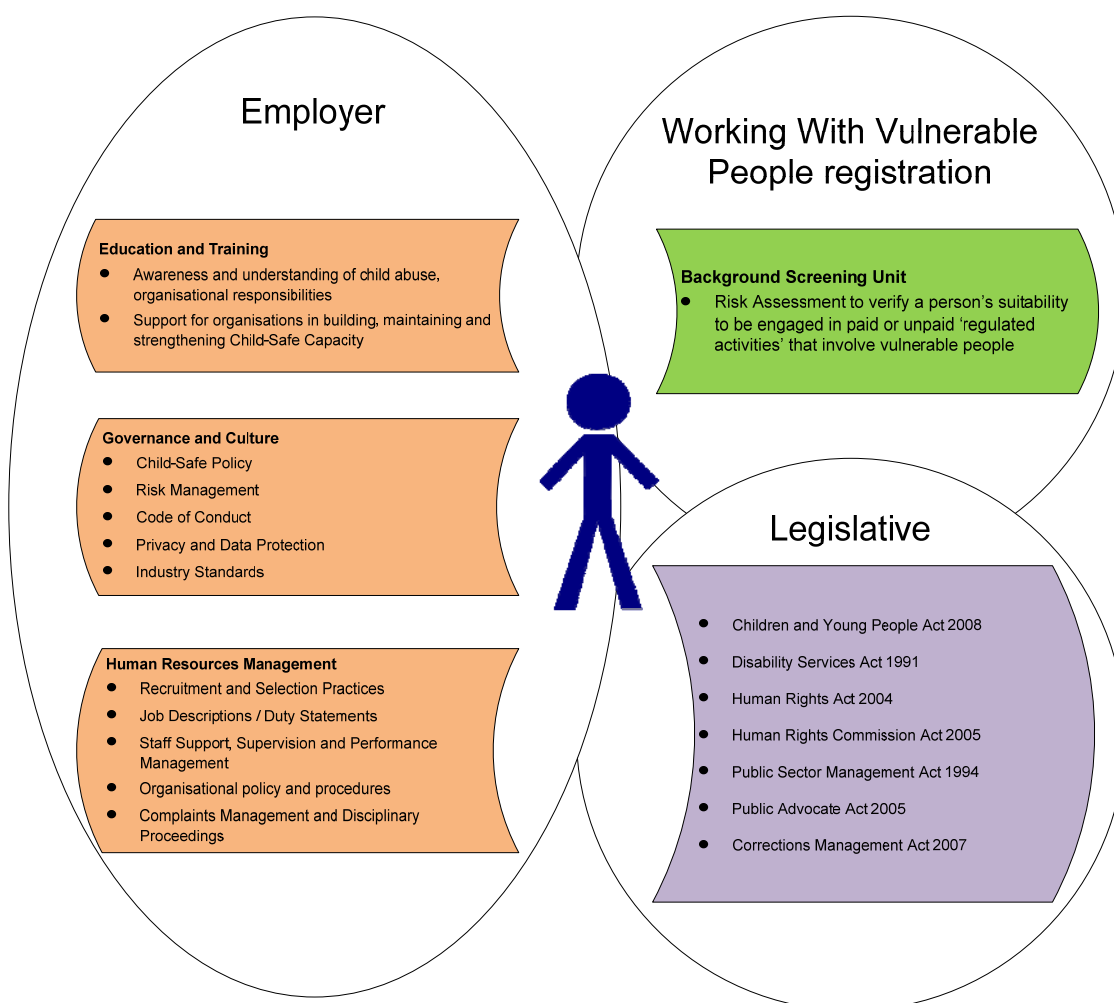 Employer
Education and Training
● Awareness and understanding of child abuse,
organisational responsibilities
● Support for organisations in building, maintaining and
strengthening Child-Safe Capacity
Governance and Culture
● Child-Safe Policy
● Risk Management
● Code of Conduct
● Privacy and Data Protection
● Industry Standards
Human Resources Management
● Recruitment and Selection Practices
● Job Descriptions / Duty Statements
● Staff Support, Supervision and Performance
Management
● Organisational policy and procedures
● Complaints Management and Disciplinary
Proceedings
Working With Vulnerable
People registration
Background Screening Unit
● Risk Assessment to verify a person’s suitability
to be engaged in paid or unpaid ‘regulated
activities’ that involve vulnerable people
Legislative
● Children and Young People Act 2008
● Disability Services Act 1991
● Human Rights Act 2004
● Human Rights Commission Act 2005
● Public Sector Management Act 1994
● Public Advocate Act 2005
● Corrections Management Act 2007